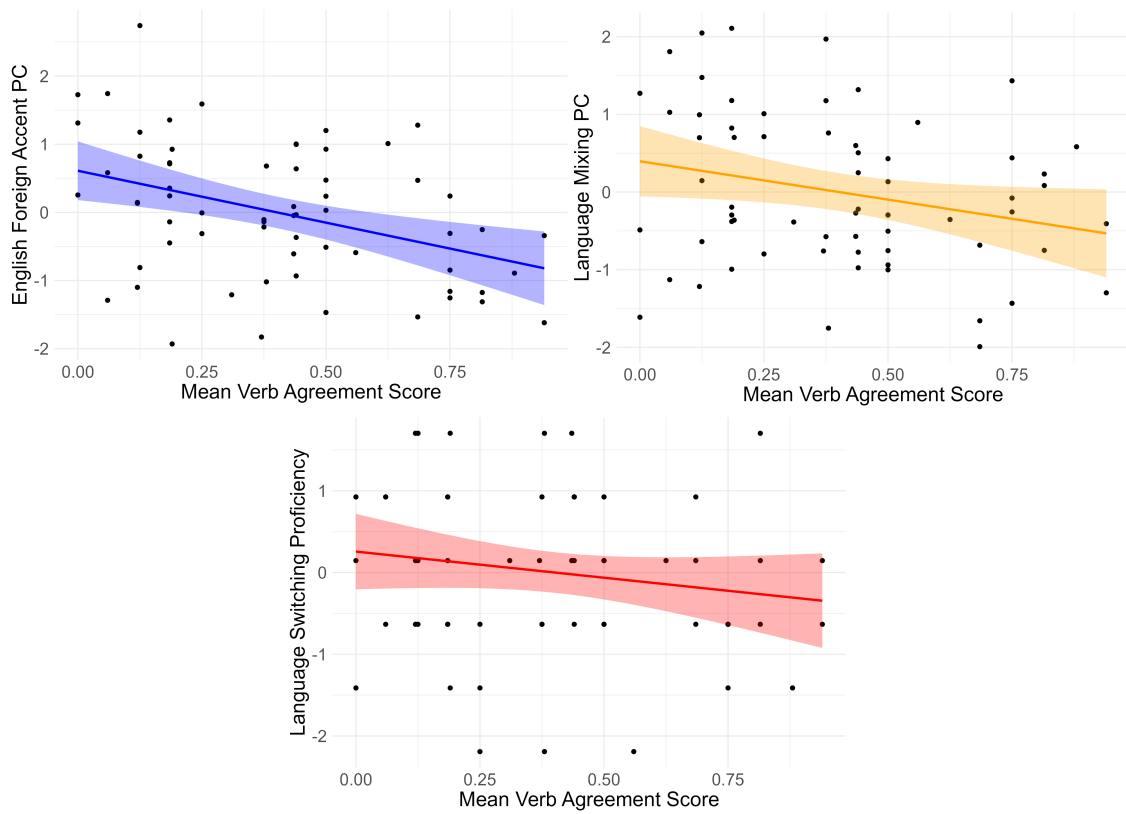 English Foreign Accent PC
2
1
0
-1
-2
0.00 0.25 0.50 0.75
Mean Verb Agreement Score
Language Mixing PC
2
1
0
-1
-2
0.00 0.25 0.50 0.75
Mean Verb Agreement Score
Language Switching Proficiency
1
0
-1
-2
0.00 0.25 0.50 0.75
Mean Verb Agreement Score